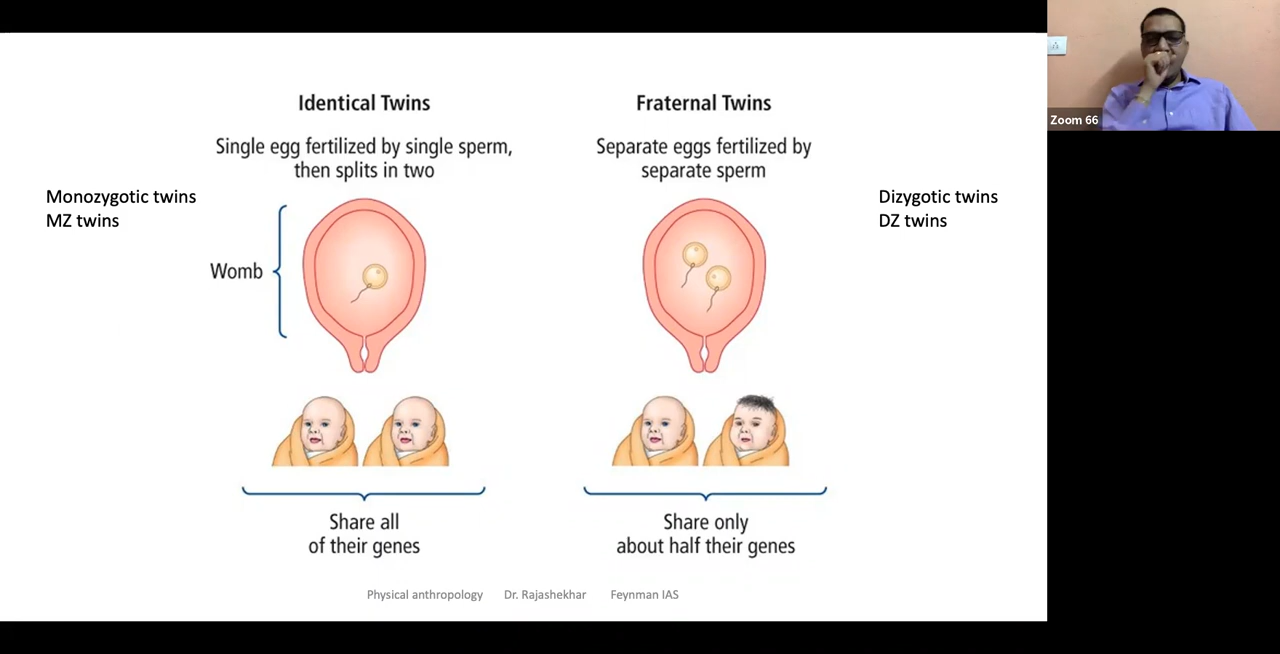 Identical Twins
Single egg fertilized by single sperm,
then splits in two
Monozygotic twins
MZ twins
Womb
Share all
of their genes
Fraternal Twins
Separate eggs fertilized by
separate sperm
Dizygotic twins
DZ twins
Share only
about half their genes
Physical anthropology Dr. Rajashekhar Feynman IAS
Zoom 66